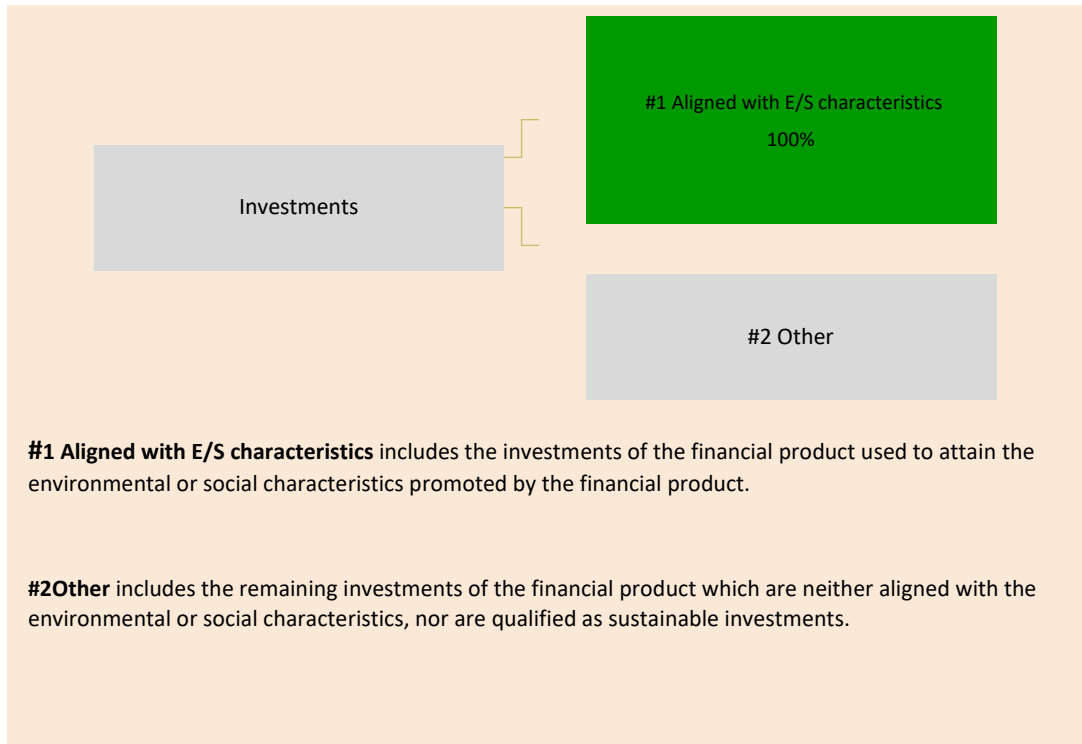 #1 Aligned with E/S characteristics
100%
Investments
#2 Other
#1 Aligned with E/S characteristics includes the investments of the financial product used to attain the
environmental or social characteristics promoted by the financial product.
#2Other includes the remaining investments of the financial product which are neither aligned with the
environmental or social characteristics, nor are qualified as sustainable investments.